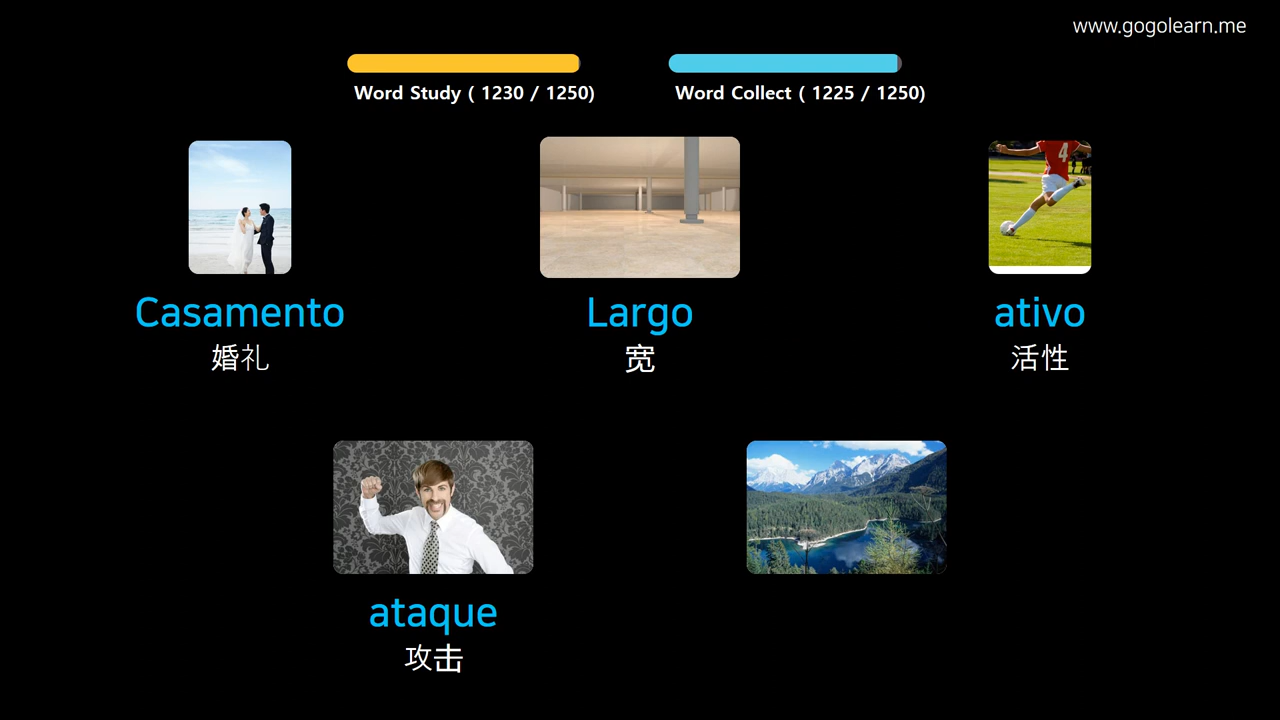 www.gogolearn.me
Word Study ( 1230 / 1250)
Word Collect ( 1225 / 1250)
4
Casamento
婚礼
Largo
宽
ativo
活性
ataque
攻击